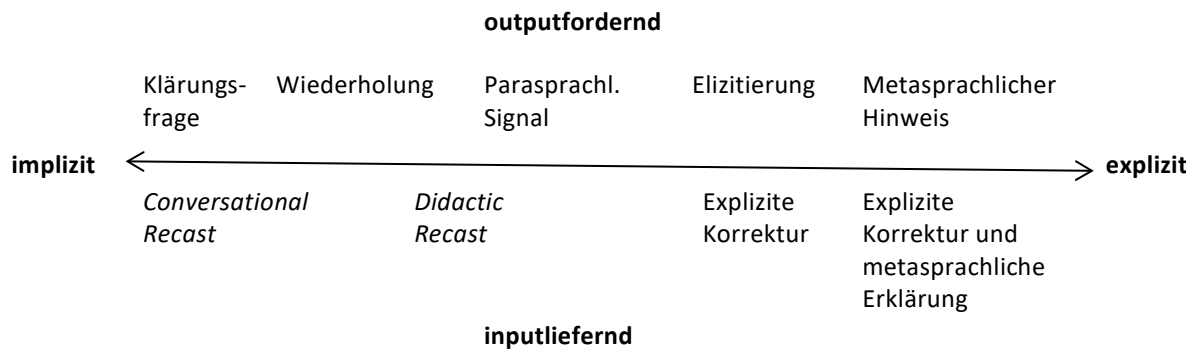 outputfordernd
Klärungs- Wiederholung Parasprachl. Elizitierung Metasprachlicher
frage Signal Hinweis
implizit explizit
Conversational Didactic Explizite Explizite
Recast Recast Korrektur Korrektur und
metasprachliche
Erklärung
inputliefernd